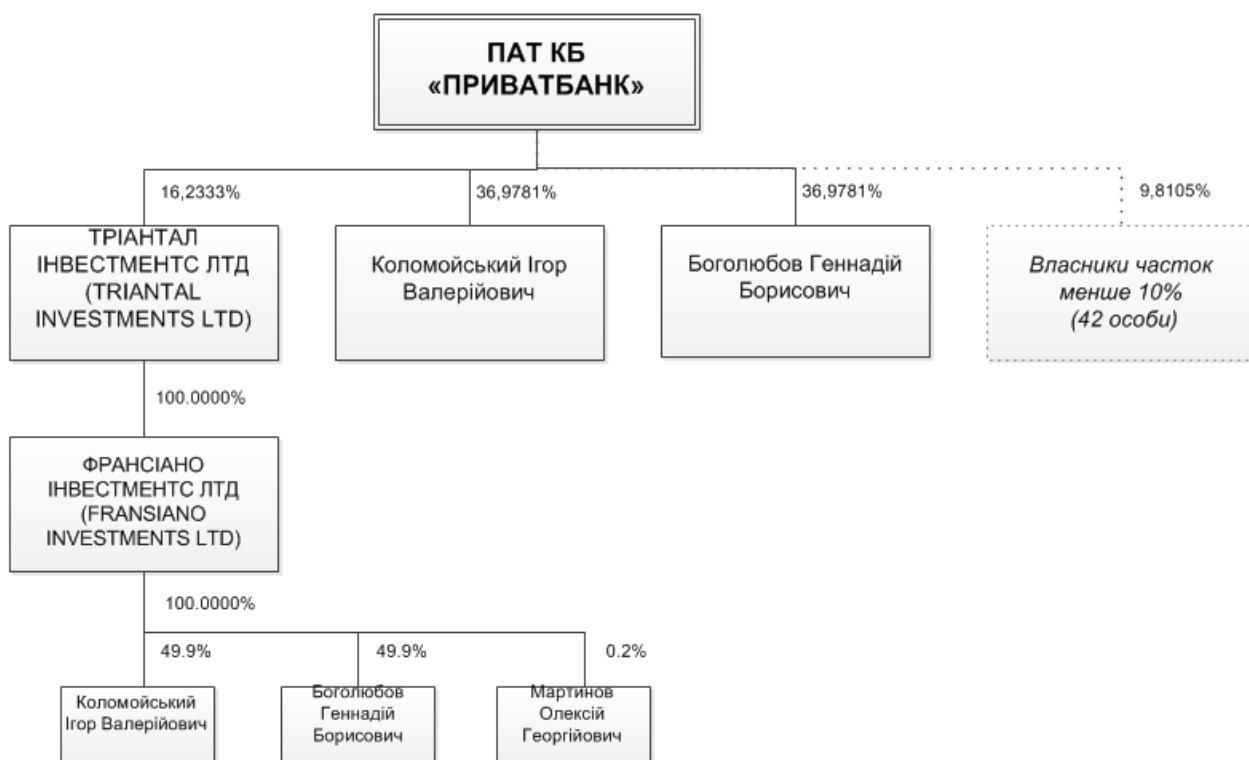 ПАТ КБ
«ПРИВАТБАНК»
16,2333%
36,9781%
36,9781%
9,8105%
ТРІАНТАЛ
ІНВЕСТМЕНТС ЛТД
(TRIANTAL
INVESTMENTS LTD)
Коломойський Ігор
Валерійович
Боголюбов Геннадій
Борисович
Власники часток
менше 10%
(42 особи)
100.0000%
ФРАНСІАНО
ІНВЕСТМЕНТС ЛТД
(FRANSIANO
INVESTMENTS LTD)
100.0000%
49.9%
49.9%
0.2%
Коломойський
Ігор Валерійович
Боголюбов
Геннадій
Борисович
Мартинов
Олексій
Георгійович